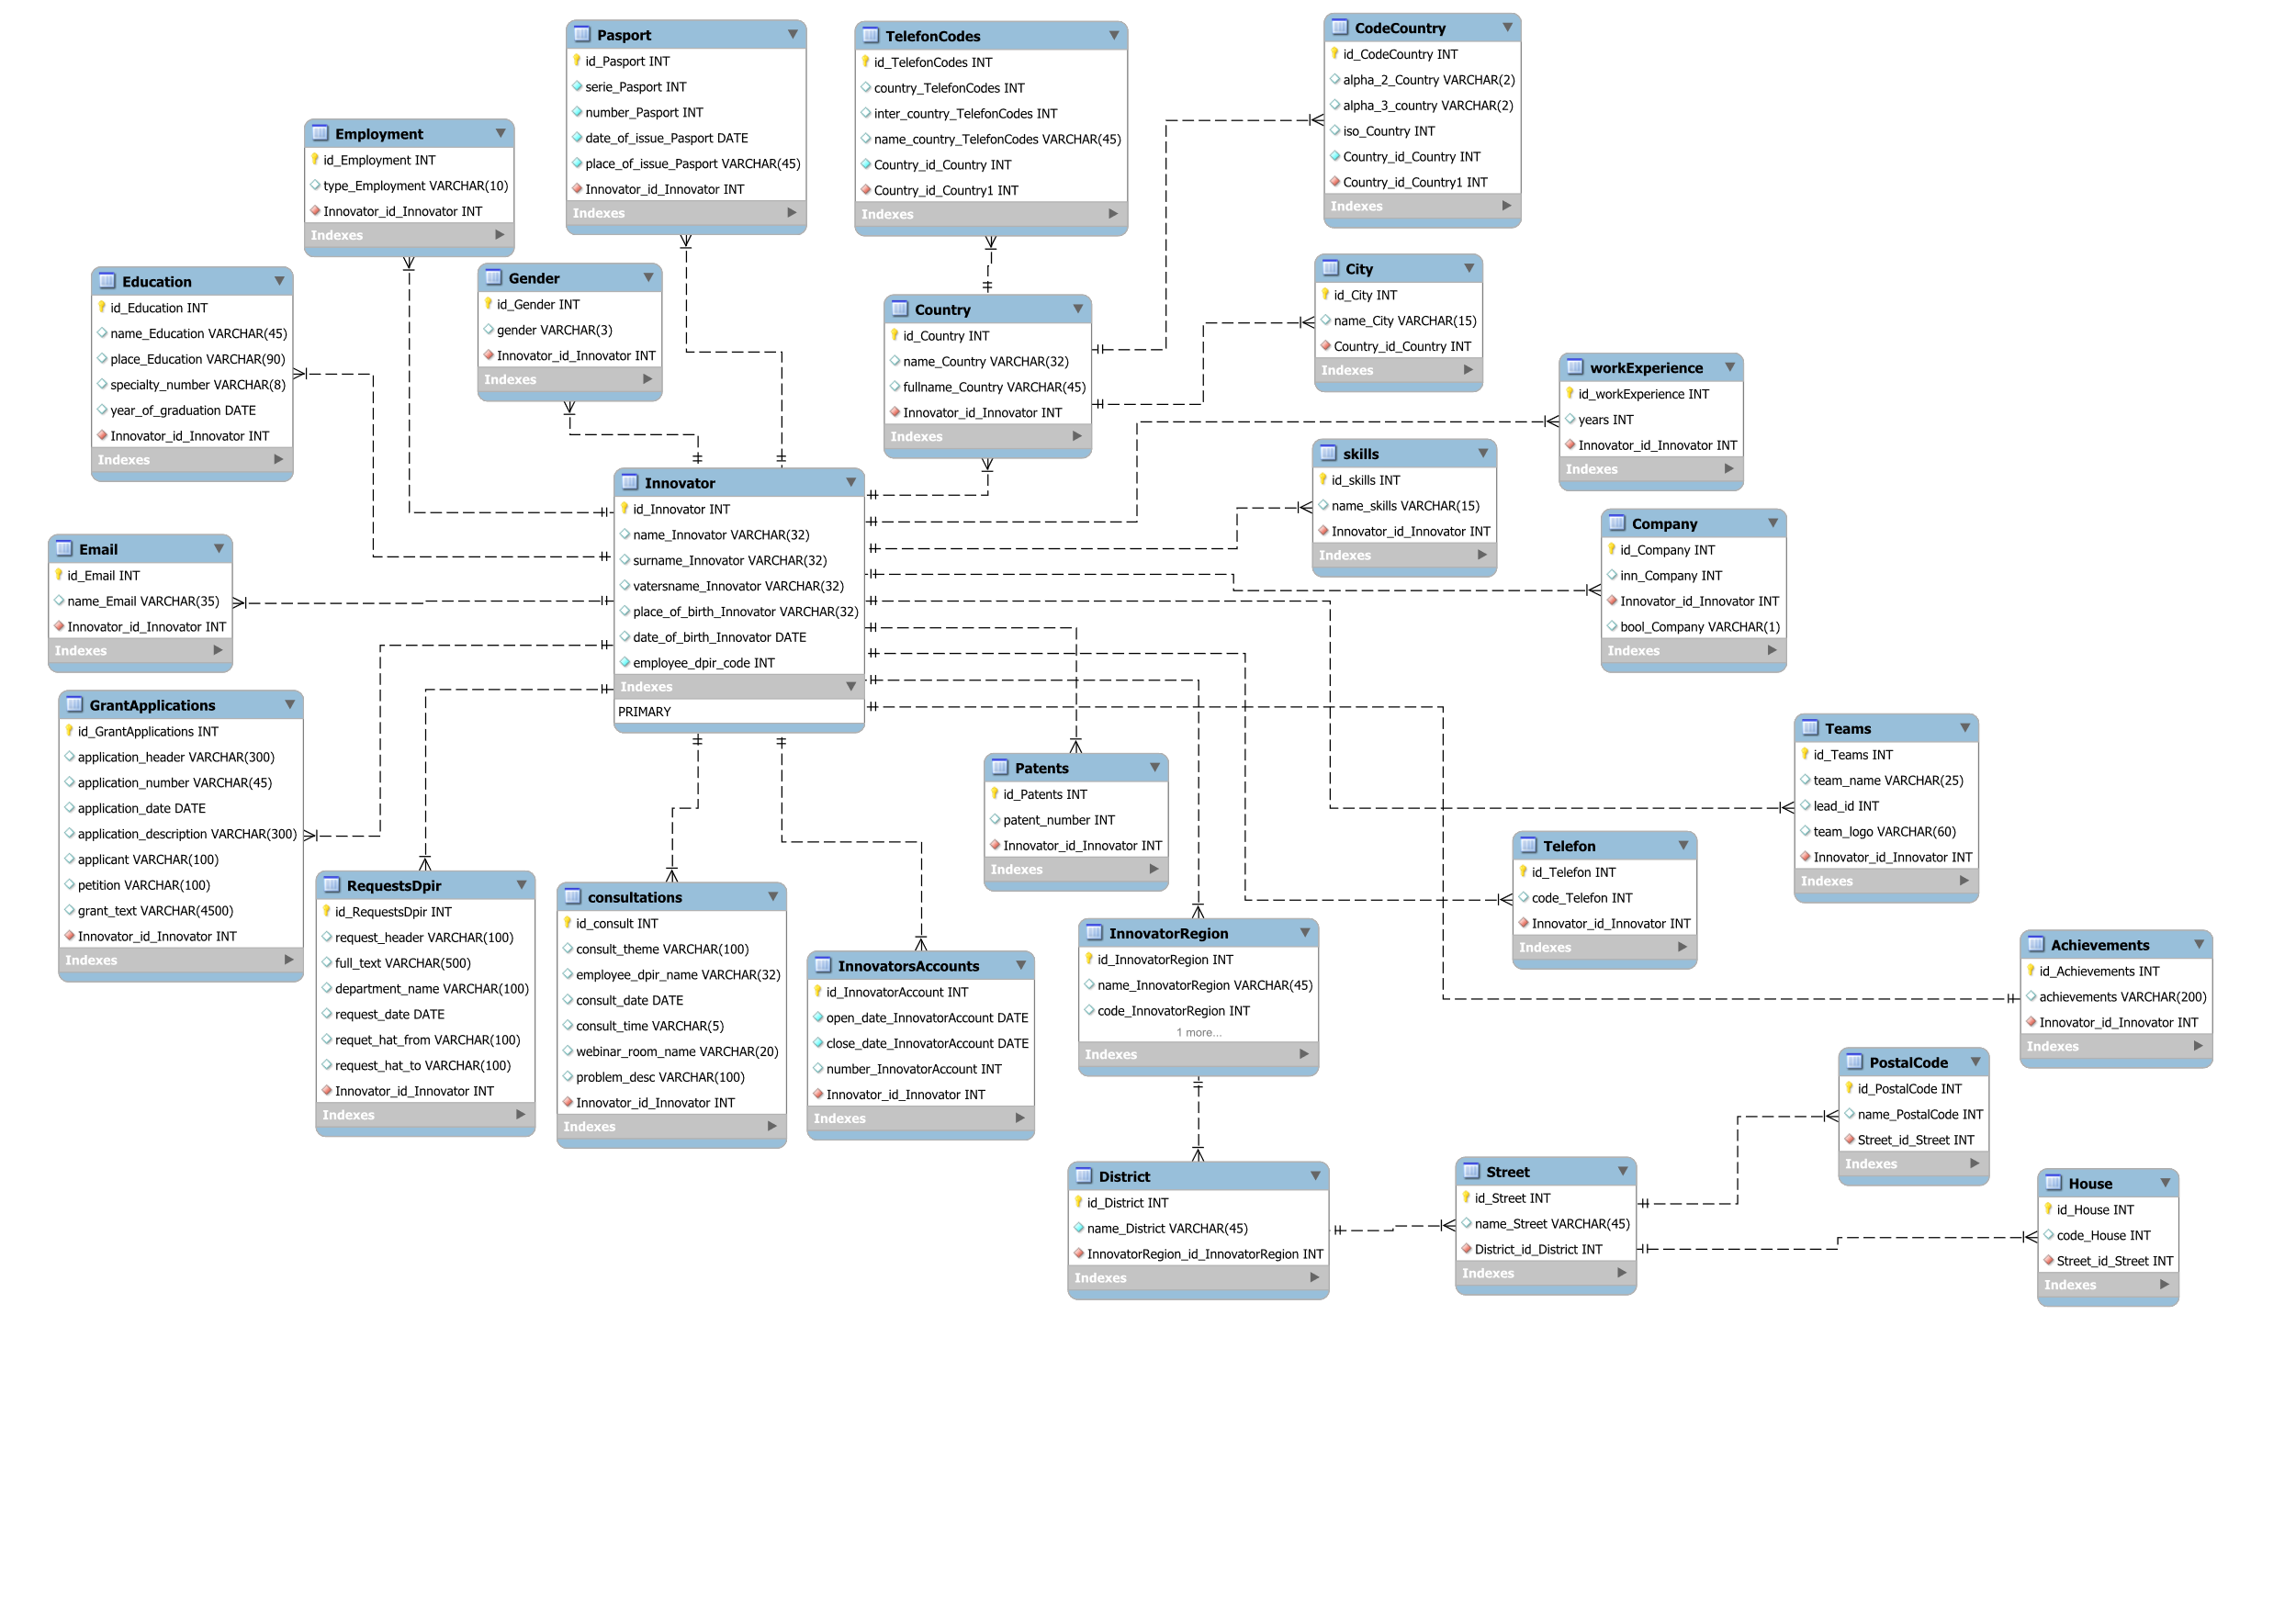 Pasport
id_Pasport INT
serie_Pasport INT
number_Pasport INT
date_of_issue_Pasport DATE
place_of_issue_Pasport VARCHAR(45)
Innovator_id_Innovator INT
Indexes
TelefonCodes
id_TelefonCodes INT
country_TelefonCodes INT
inter_country_TelefonCodes INT
name_country_TelefonCodes VARCHAR(45)
Country_id_Country INT
Country_id_Country1 INT
Indexes
CodeCountry
id_CodeCountry INT
alpha_2_Country VARCHAR(2)
alpha_3_country VARCHAR(2)
iso_Country INT
Country_id_Country INT
Country_id_Country1 INT
Indexes
Employment
id_Employment INT
type_Employment VARCHAR(10)
Innovator_id_Innovator INT
Indexes
Education
id_Education INT
name_Education VARCHAR(45)
place_Education VARCHAR(90)
specialty_number VARCHAR(8)
year_of_graduation DATE
Innovator_id_Innovator INT
Indexes
Gender
id_Gender INT
gender VARCHAR(3)
Innovator_id_Innovator INT
Indexes
Country
id_Country INT
name_Country VARCHAR(32)
fullname_Country VARCHAR(45)
Innovator_id_Innovator INT
Indexes
City
id_City INT
name_City VARCHAR(15)
Country_id_Country INT
Indexes
workExperience
id_workExperience INT
years INT
Innovator_id_Innovator INT
Indexes
skills
id_skills INT
name_skills VARCHAR(15)
Innovator_id_Innovator INT
Indexes
Innovator
id_Innovator INT
name_Innovator VARCHAR(32)
surname_Innovator VARCHAR(32)
vatersname_Innovator VARCHAR(32)
place_of_birth_Innovator VARCHAR(32)
date_of_birth_Innovator DATE
employee_dpir_code INT
Indexes
PRIMARY
Company
id_Company INT
inn_Company INT
Innovator_id_Innovator INT
bool_Company VARCHAR(1)
Indexes
Email
id_Email INT
name_Email VARCHAR(35)
Innovator_id_Innovator INT
Indexes
GrantApplications
id_GrantApplications INT
application_header VARCHAR(300)
application_number VARCHAR(45)
application_date DATE
application_description VARCHAR(300)
applicant VARCHAR(100)
petition VARCHAR(100)
grant_text VARCHAR(4500)
Innovator_id_Innovator INT
Indexes
RequestsDpir
id_RequestsDpir INT
request_header VARCHAR(100)
full_text VARCHAR(500)
department_name VARCHAR(100)
request_date DATE
requet_hat_from VARCHAR(100)
request_hat_to VARCHAR(100)
Innovator_id_Innovator INT
Indexes
consultations
id_consult INT
consult_theme VARCHAR(100)
employee_dpir_name VARCHAR(32)
consult_date DATE
consult_time VARCHAR(5)
webinar_room_name VARCHAR(20)
problem_desc VARCHAR(100)
Innovator_id_Innovator INT
Indexes
InnovatorsAccounts
id_InnovatorAccount INT
open_date_InnovatorAccount DATE
close_date_InnovatorAccount DATE
number_InnovatorAccount INT
Innovator_id_Innovator INT
Indexes
Patents
id_Patents INT
patent_number INT
Innovator_id_Innovator INT
Indexes
InnovatorRegion
id_InnovatorRegion INT
name_InnovatorRegion VARCHAR(45)
code_InnovatorRegion INT
1 more...
Indexes
Teams
id_Teams INT
team_name VARCHAR(25)
lead_id INT
team_logo VARCHAR(60)
Innovator_id_Innovator INT
Indexes
Telefon
id_Telefon INT
code_Telefon INT
Innovator_id_Innovator INT
Indexes
Achievements
id_Achievements INT
achievements VARCHAR(200)
Innovator_id_Innovator INT
Indexes
PostalCode
id_PostalCode INT
name_PostalCode INT
Street_id_Street INT
Indexes
District
id_District INT
name_District VARCHAR(45)
InnovatorRegion_id_InnovatorRegion INT
Indexes
Street
id_Street INT
name_Street VARCHAR(45)
District_id_District INT
Indexes
House
id_House INT
code_House INT
Street_id_Street INT
Indexes